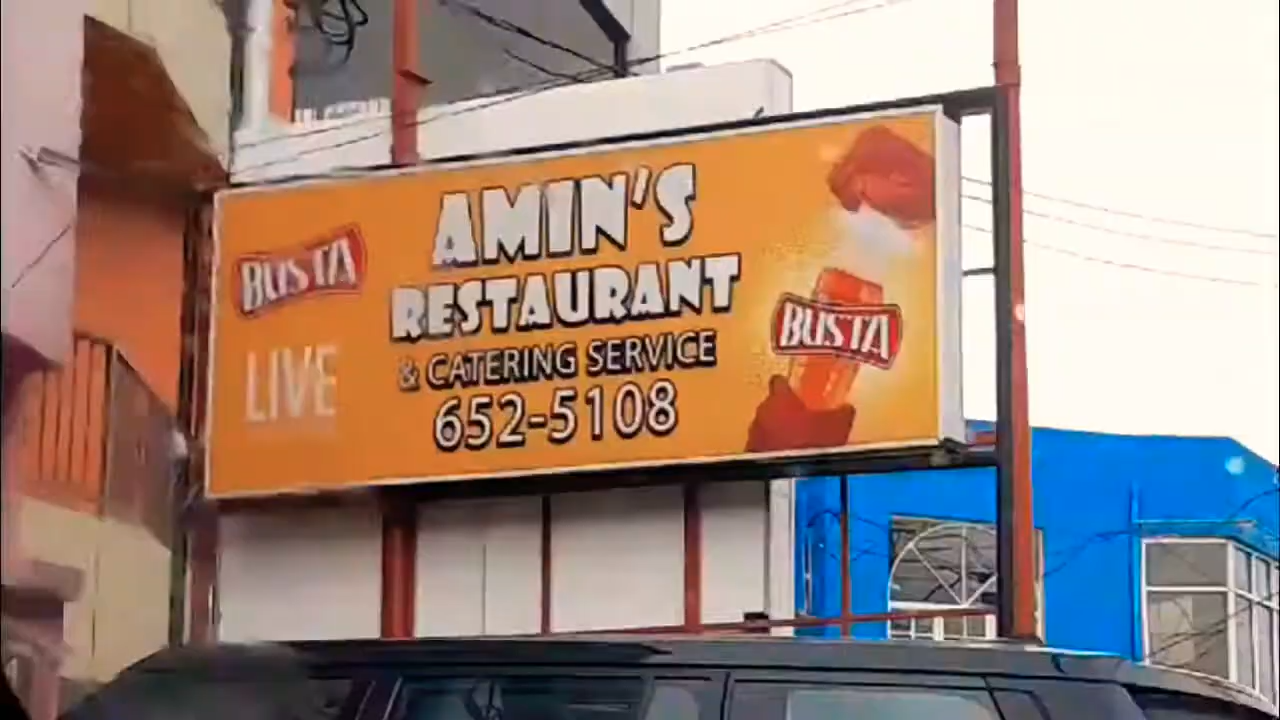 BUSTA
LIVE
AMIN'S
RESTAURANT
& CATERING SERVICE
652-5108
BUSTA